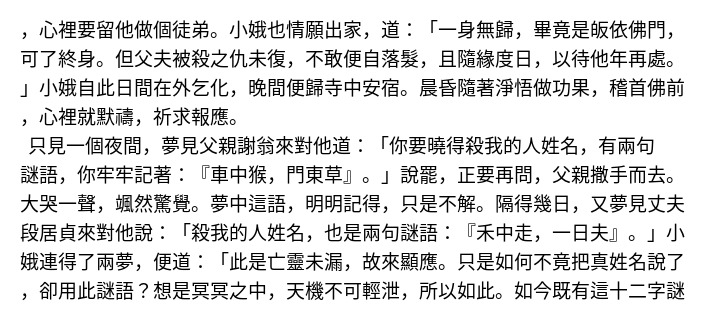 ，心裡要留他做個徒弟。小娥也情願出家，道：「一身無歸，畢竟是皈依佛門，
可了終身。但父夫被殺之仇未復，不敢便自落髮，且隨緣度日，以待他年再處。
」小娥自此日間在外乞化，晚間便歸寺中安宿。晨昏隨著淨悟做功果，稽首佛前
，心裡就默禱，祈求報應。
只見一個夜間，夢見父親謝翁來對他道：「你要曉得殺我的人姓名，有兩句
謎語，你牢牢記著：『車中猴，門東草』。」說罷，正要再問，父親撒手而去。
大哭一聲，颯然驚覺。夢中這語，明明記得，只是不解。隔得幾日，又夢見丈夫
段居貞來對他說：「殺我的人姓名，也是兩句謎語：『禾中走，一日夫』。」小
娥連得了兩夢，便道：「此是亡靈未漏，故來顯應。只是如何不竟把真姓名說了
，卻用此謎語？想是冥冥之中，天機不可輕泄，所以如此。如今既有這十二字謎